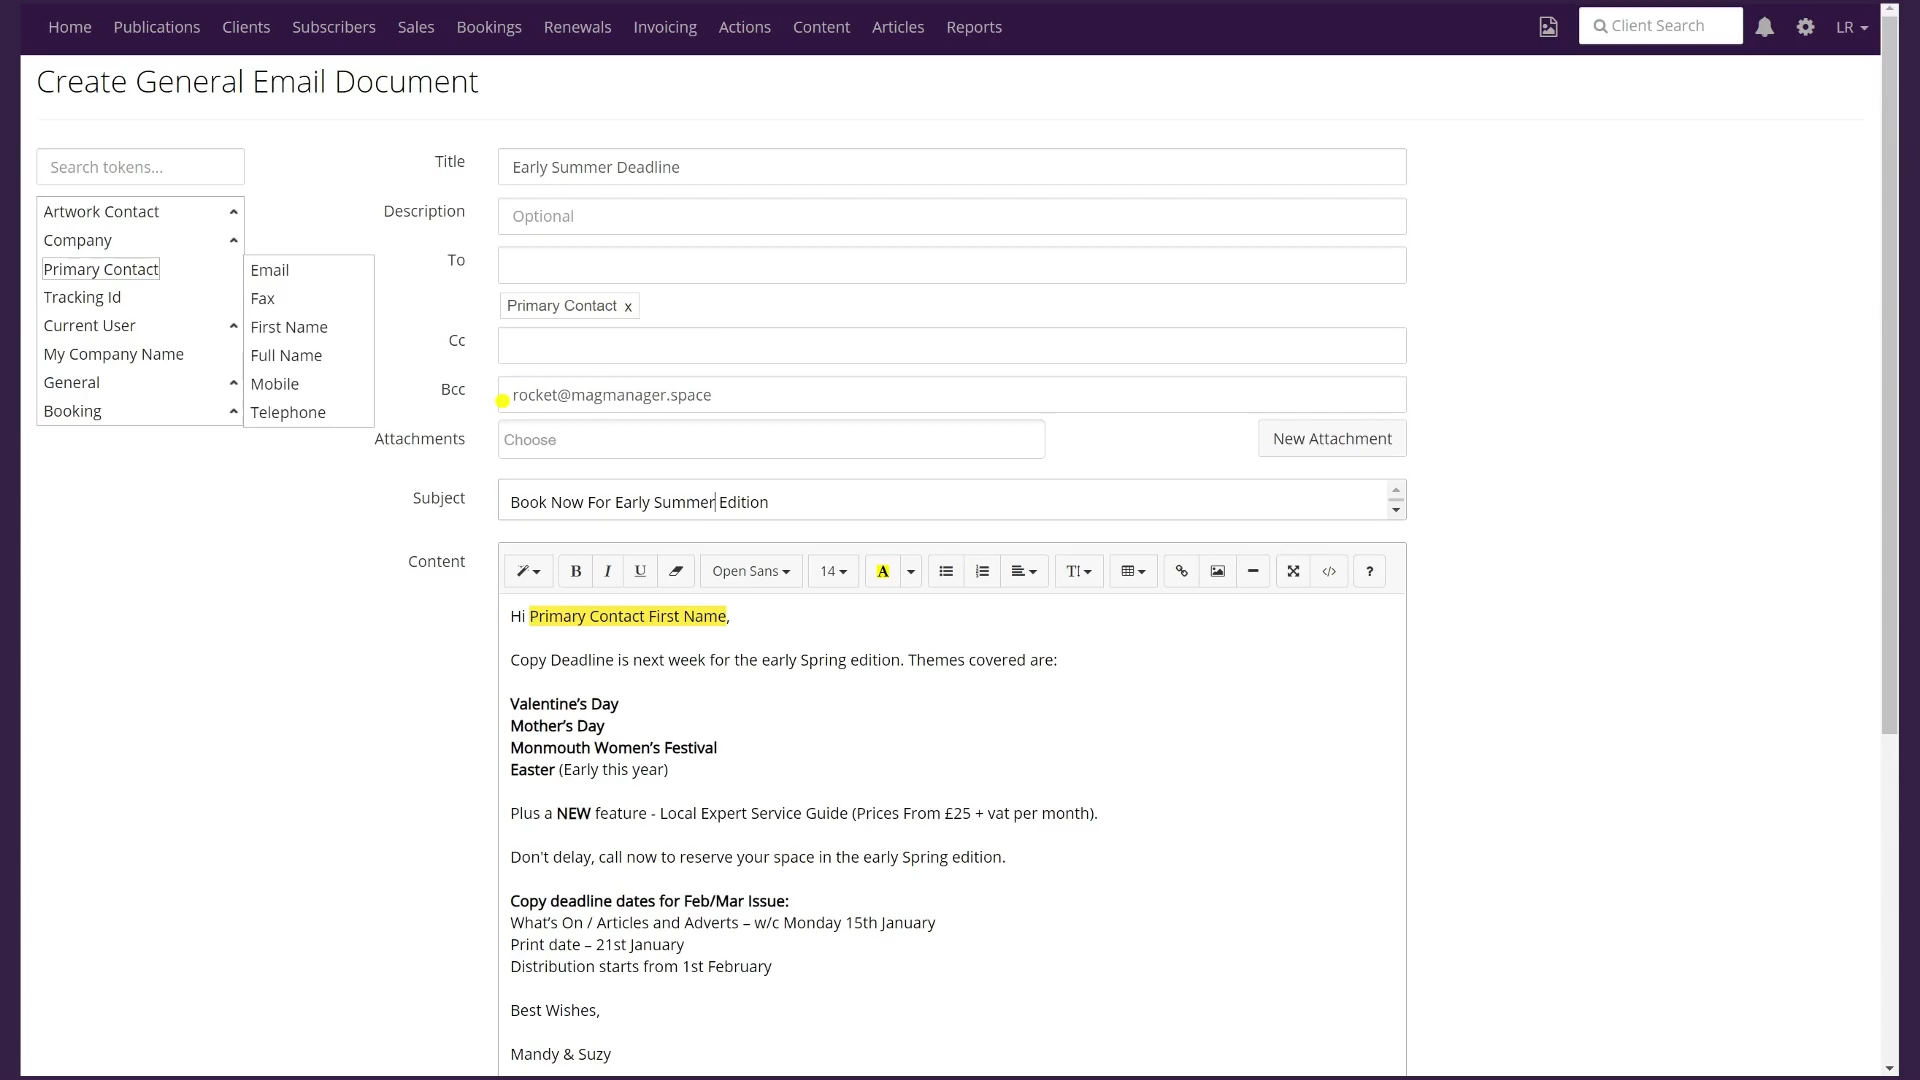 Home Publications Clients Subscribers Sales Bookings Renewals Invoicing Actions Content Articles Reports Client Search LR
Create General Email Document
Search tokens...
Artwork Contact
Company
Primary Contact
Tracking Id
Current User
My Company Name
General
Booking
Email
Fax
First Name
Full Name
Mobile
Telephone
Title Early Summer Deadline
Description Optional
To
Primary Contact x
Cc
Bcc rocket@magmanager.space
Attachments Choose New Attachment
Subject Book Now For Early Summer Edition
Content
B I U Open Sans 14 A T! </> ?
Hi Primary Contact First Name,
Copy Deadline is next week for the early Spring edition. Themes covered are:
Valentine’s Day
Mother’s Day
Monmouth Women’s Festival
Easter (Early this year)
Plus a NEW feature - Local Expert Service Guide (Prices From £25 + vat per month).
Don't delay, call now to reserve your space in the early Spring edition.
Copy deadline dates for Feb/Mar Issue:
What’s On / Articles and Adverts – w/c Monday 15th January
Print date – 21st January
Distribution starts from 1st February
Best Wishes,
Mandy & Suzy